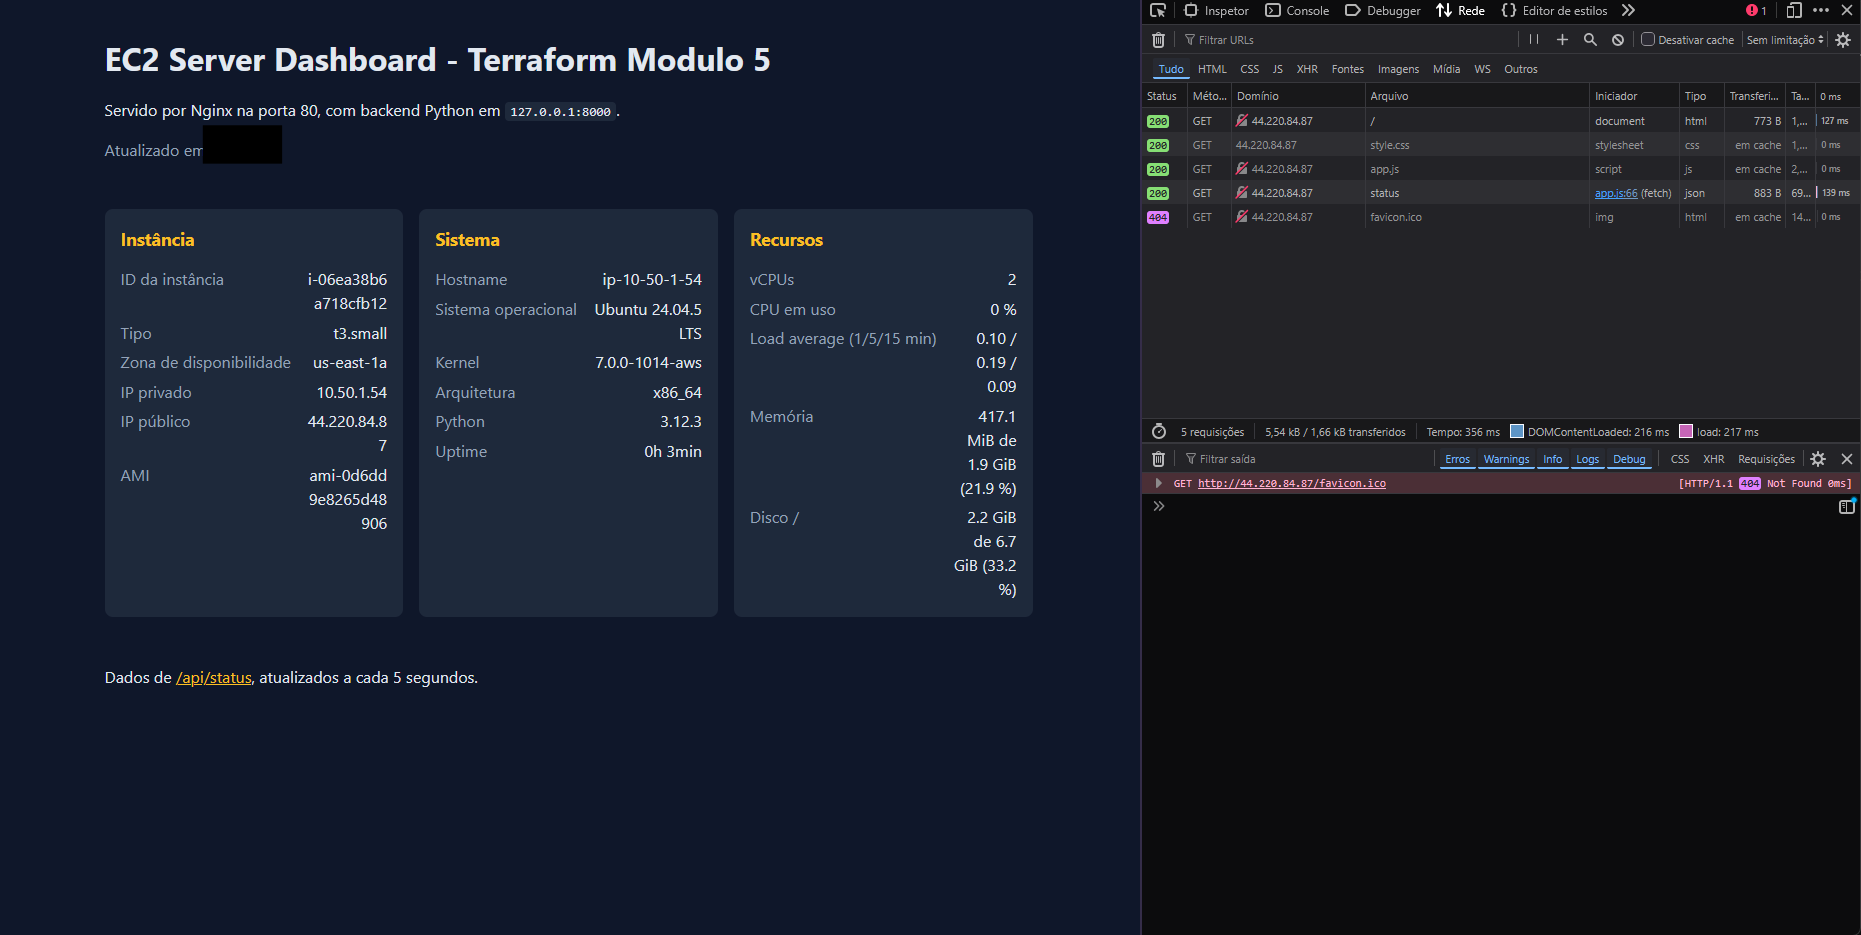 EC2 Server Dashboard - Terraform Modulo 5
Servido por Nginx na porta 80, com backend Python em 127.0.0.1:8000.
Atualizado em
Instância
ID da instância i-06ea38b6
a718cfb12
Tipo t3.small
Zona de disponibilidade us-east-1a
IP privado 10.50.1.54
IP público 44.220.84.8
7
AMI ami-0d6dd
9e8265d48
906
Sistema
Hostname ip-10-50-1-54
Sistema operacional Ubuntu 24.04.5
LTS
Kernel 7.0.0-1014-aws
Arquitetura x86_64
Python 3.12.3
Uptime 0h 3min
Recursos
vCPUs 2
CPU em uso 0 %
Load average (1/5/15 min) 0.10 /
0.19 /
0.09
Memória 417.1
MiB de
1.9 GiB
(21.9 %)
Disco / 2.2 GiB
de 6.7
GiB (33.2
%)
Dados de /api/status, atualizados a cada 5 segundos.
Inspetor Console Debugger Rede Editor de estilos 1
Filtrar URLs Desativar cache Sem limitação
Tudo HTML CSS JS XHR Fontes Imagens Mídia WS Outros
Status Méto... Domínio Arquivo Iniciador Tipo Transferi... Ta... 0 ms
200 GET 44.220.84.87 / document html 773 B 1,... 127 ms
200 GET 44.220.84.87 style.css stylesheet css em cache 1,... 0 ms
200 GET 44.220.84.87 app.js script js em cache 2,... 0 ms
200 GET 44.220.84.87 status app.js:66 (fetch) json 883 B 69... 139 ms
404 GET 44.220.84.87 favicon.ico img html em cache 14... 0 ms
5 requisições 5,54 kB / 1,66 kB transferidos Tempo: 356 ms DOMContentLoaded: 216 ms load: 217 ms
Filtrar saída Erros Warnings Info Logs Debug CSS XHR Requisições
GET http://44.220.84.87/favicon.ico [HTTP/1.1 404 Not Found 0ms]